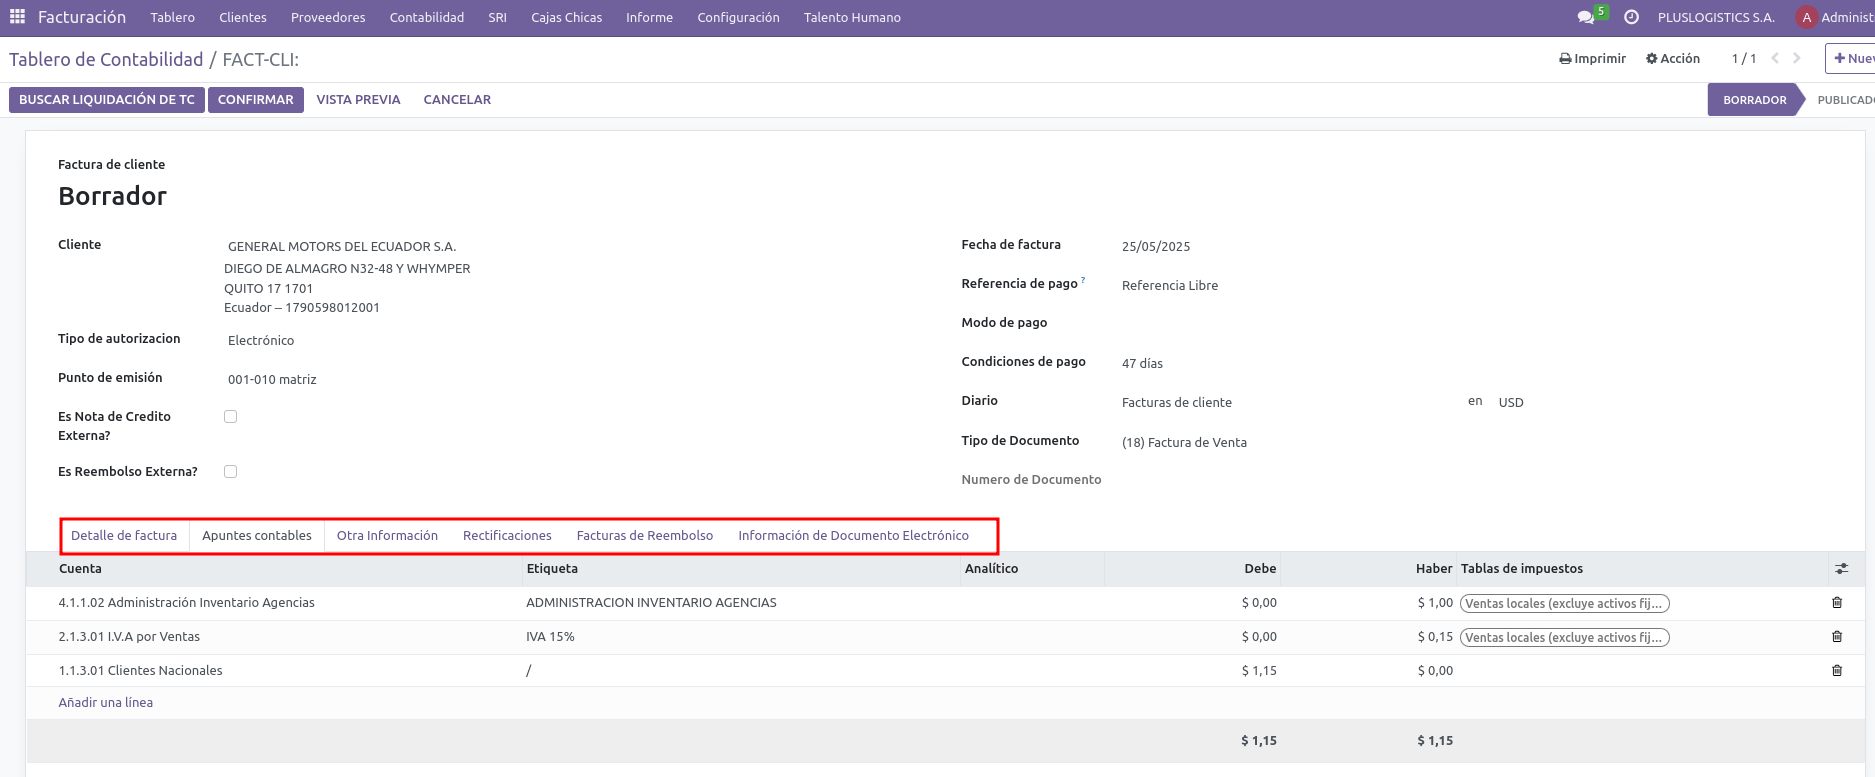 Facturación Tablero Clientes Proveedores Contabilidad SRI Cajas Chicas Informe Configuración Talento Humano 5 PLUSLOGISTICS S.A. A Administ
Tablero de Contabilidad / FACT-CLI: Imprimir Acción 1 / 1 Nuev
BUSCAR LIQUIDACIÓN DE TC CONFIRMAR VISTA PREVIA CANCELAR BORRADOR PUBLICADO
Factura de cliente
Borrador
Cliente GENERAL MOTORS DEL ECUADOR S.A.
DIEGO DE ALMAGRO N32-48 Y WHYMPER
QUITO 17 1701
Ecuador – 1790598012001
Tipo de autorizacion Electrónico
Punto de emisión 001-010 matriz
Es Nota de Credito
Externa?
Es Reembolso Externa?
Fecha de factura 25/05/2025
Referencia de pago ? Referencia Libre
Modo de pago
Condiciones de pago 47 días
Diario Facturas de cliente en USD
Tipo de Documento (18) Factura de Venta
Numero de Documento
Detalle de factura Apuntes contables Otra Información Rectificaciones Facturas de Reembolso Información de Documento Electrónico
Cuenta Etiqueta Analítico Debe Haber Tablas de impuestos
4.1.1.02 Administración Inventario Agencias ADMINISTRACION INVENTARIO AGENCIAS $ 0,00 $ 1,00 Ventas locales (excluye activos fij...
2.1.3.01 I.V.A por Ventas IVA 15% $ 0,00 $ 0,15 Ventas locales (excluye activos fij...
1.1.3.01 Clientes Nacionales / $ 1,15 $ 0,00
Añadir una línea
$ 1,15 $ 1,15